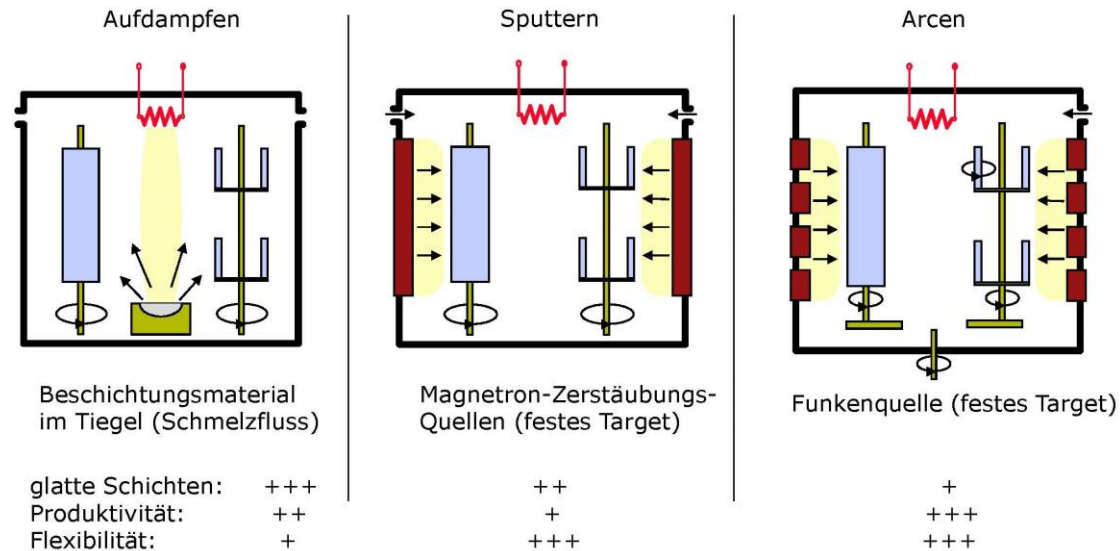 Aufdampfen
Sputtern
Arcen
Beschichtungsmaterial
im Tiegel (Schmelzfluss)
Magnetron-Zerstäubungs-
Quellen (festes Target)
Funkenquelle (festes Target)
glatte Schichten: +++ ++ +
Produktivität: ++ + +++
Flexibilität: + +++ +++